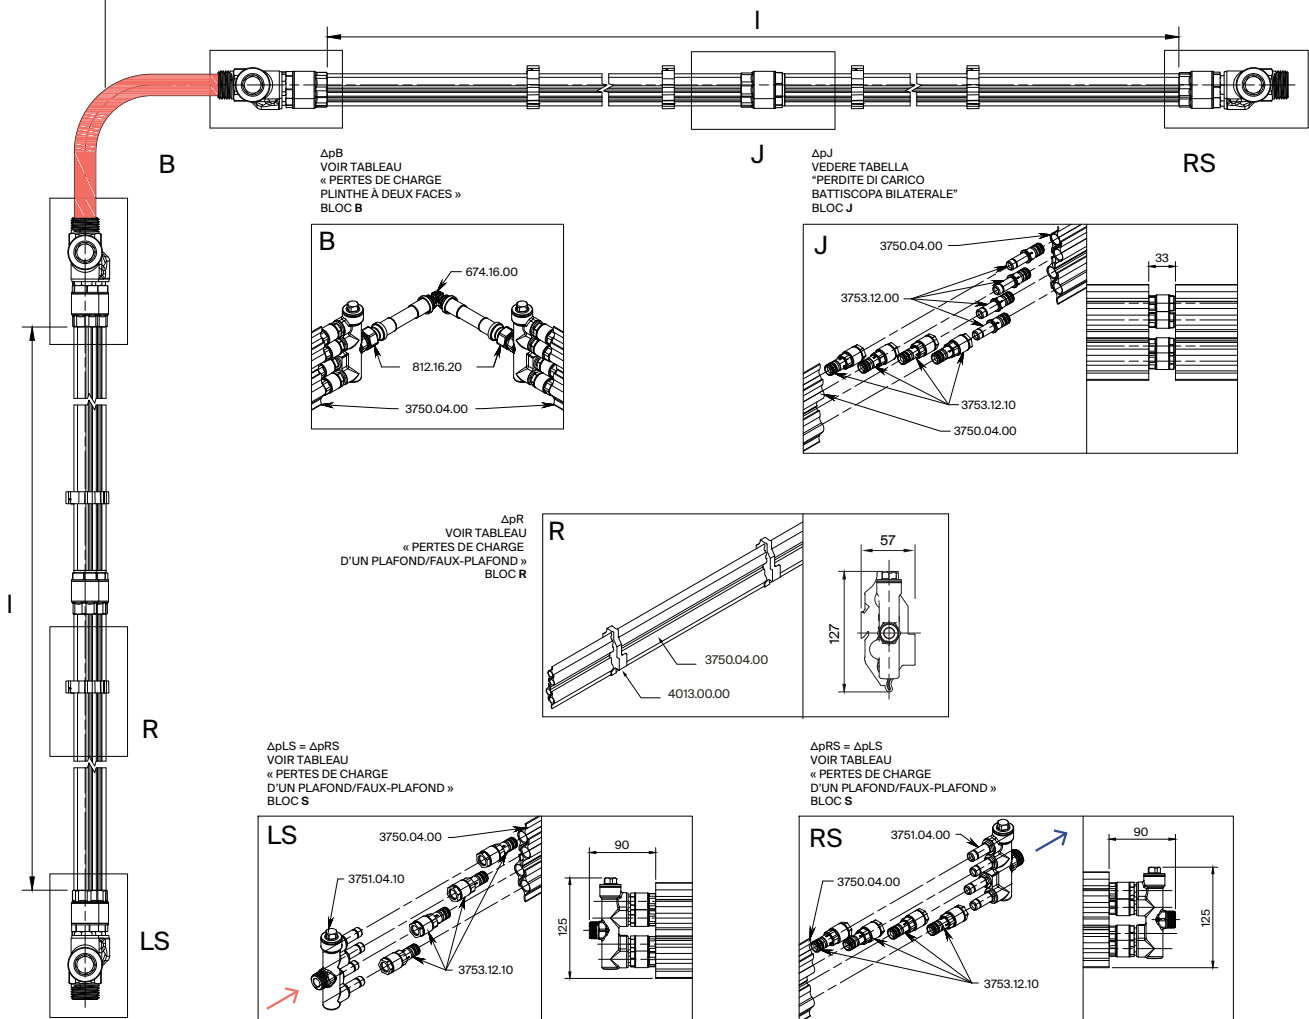 l
B
J
RS
ΔpB
VOIR TABLEAU
« PERTES DE CHARGE
PLINTHE À DEUX FACES »
BLOC B
ΔpJ
VEDERE TABELLA
“PERDITE DI CARICO
BATTISCOPA BILATERALE”
BLOC J
B
674.16.00
812.16.20
3750.04.00
J
3750.04.00
3753.12.00
3753.12.10
3750.04.00
33
l
R
LS
ΔpR
VOIR TABLEAU
« PERTES DE CHARGE
D’UN PLAFOND/FAUX-PLAFOND »
BLOC R
R
3750.04.00
4013.00.00
57
127
ΔpLS = ΔpRS
VOIR TABLEAU
« PERTES DE CHARGE
D’UN PLAFOND/FAUX-PLAFOND »
BLOC S
ΔpRS = ΔpLS
VOIR TABLEAU
« PERTES DE CHARGE
D’UN PLAFOND/FAUX-PLAFOND »
BLOC S
LS
3750.04.00
3751.04.10
3753.12.10
90
125
RS
3751.04.00
3750.04.00
3753.12.10
90
125